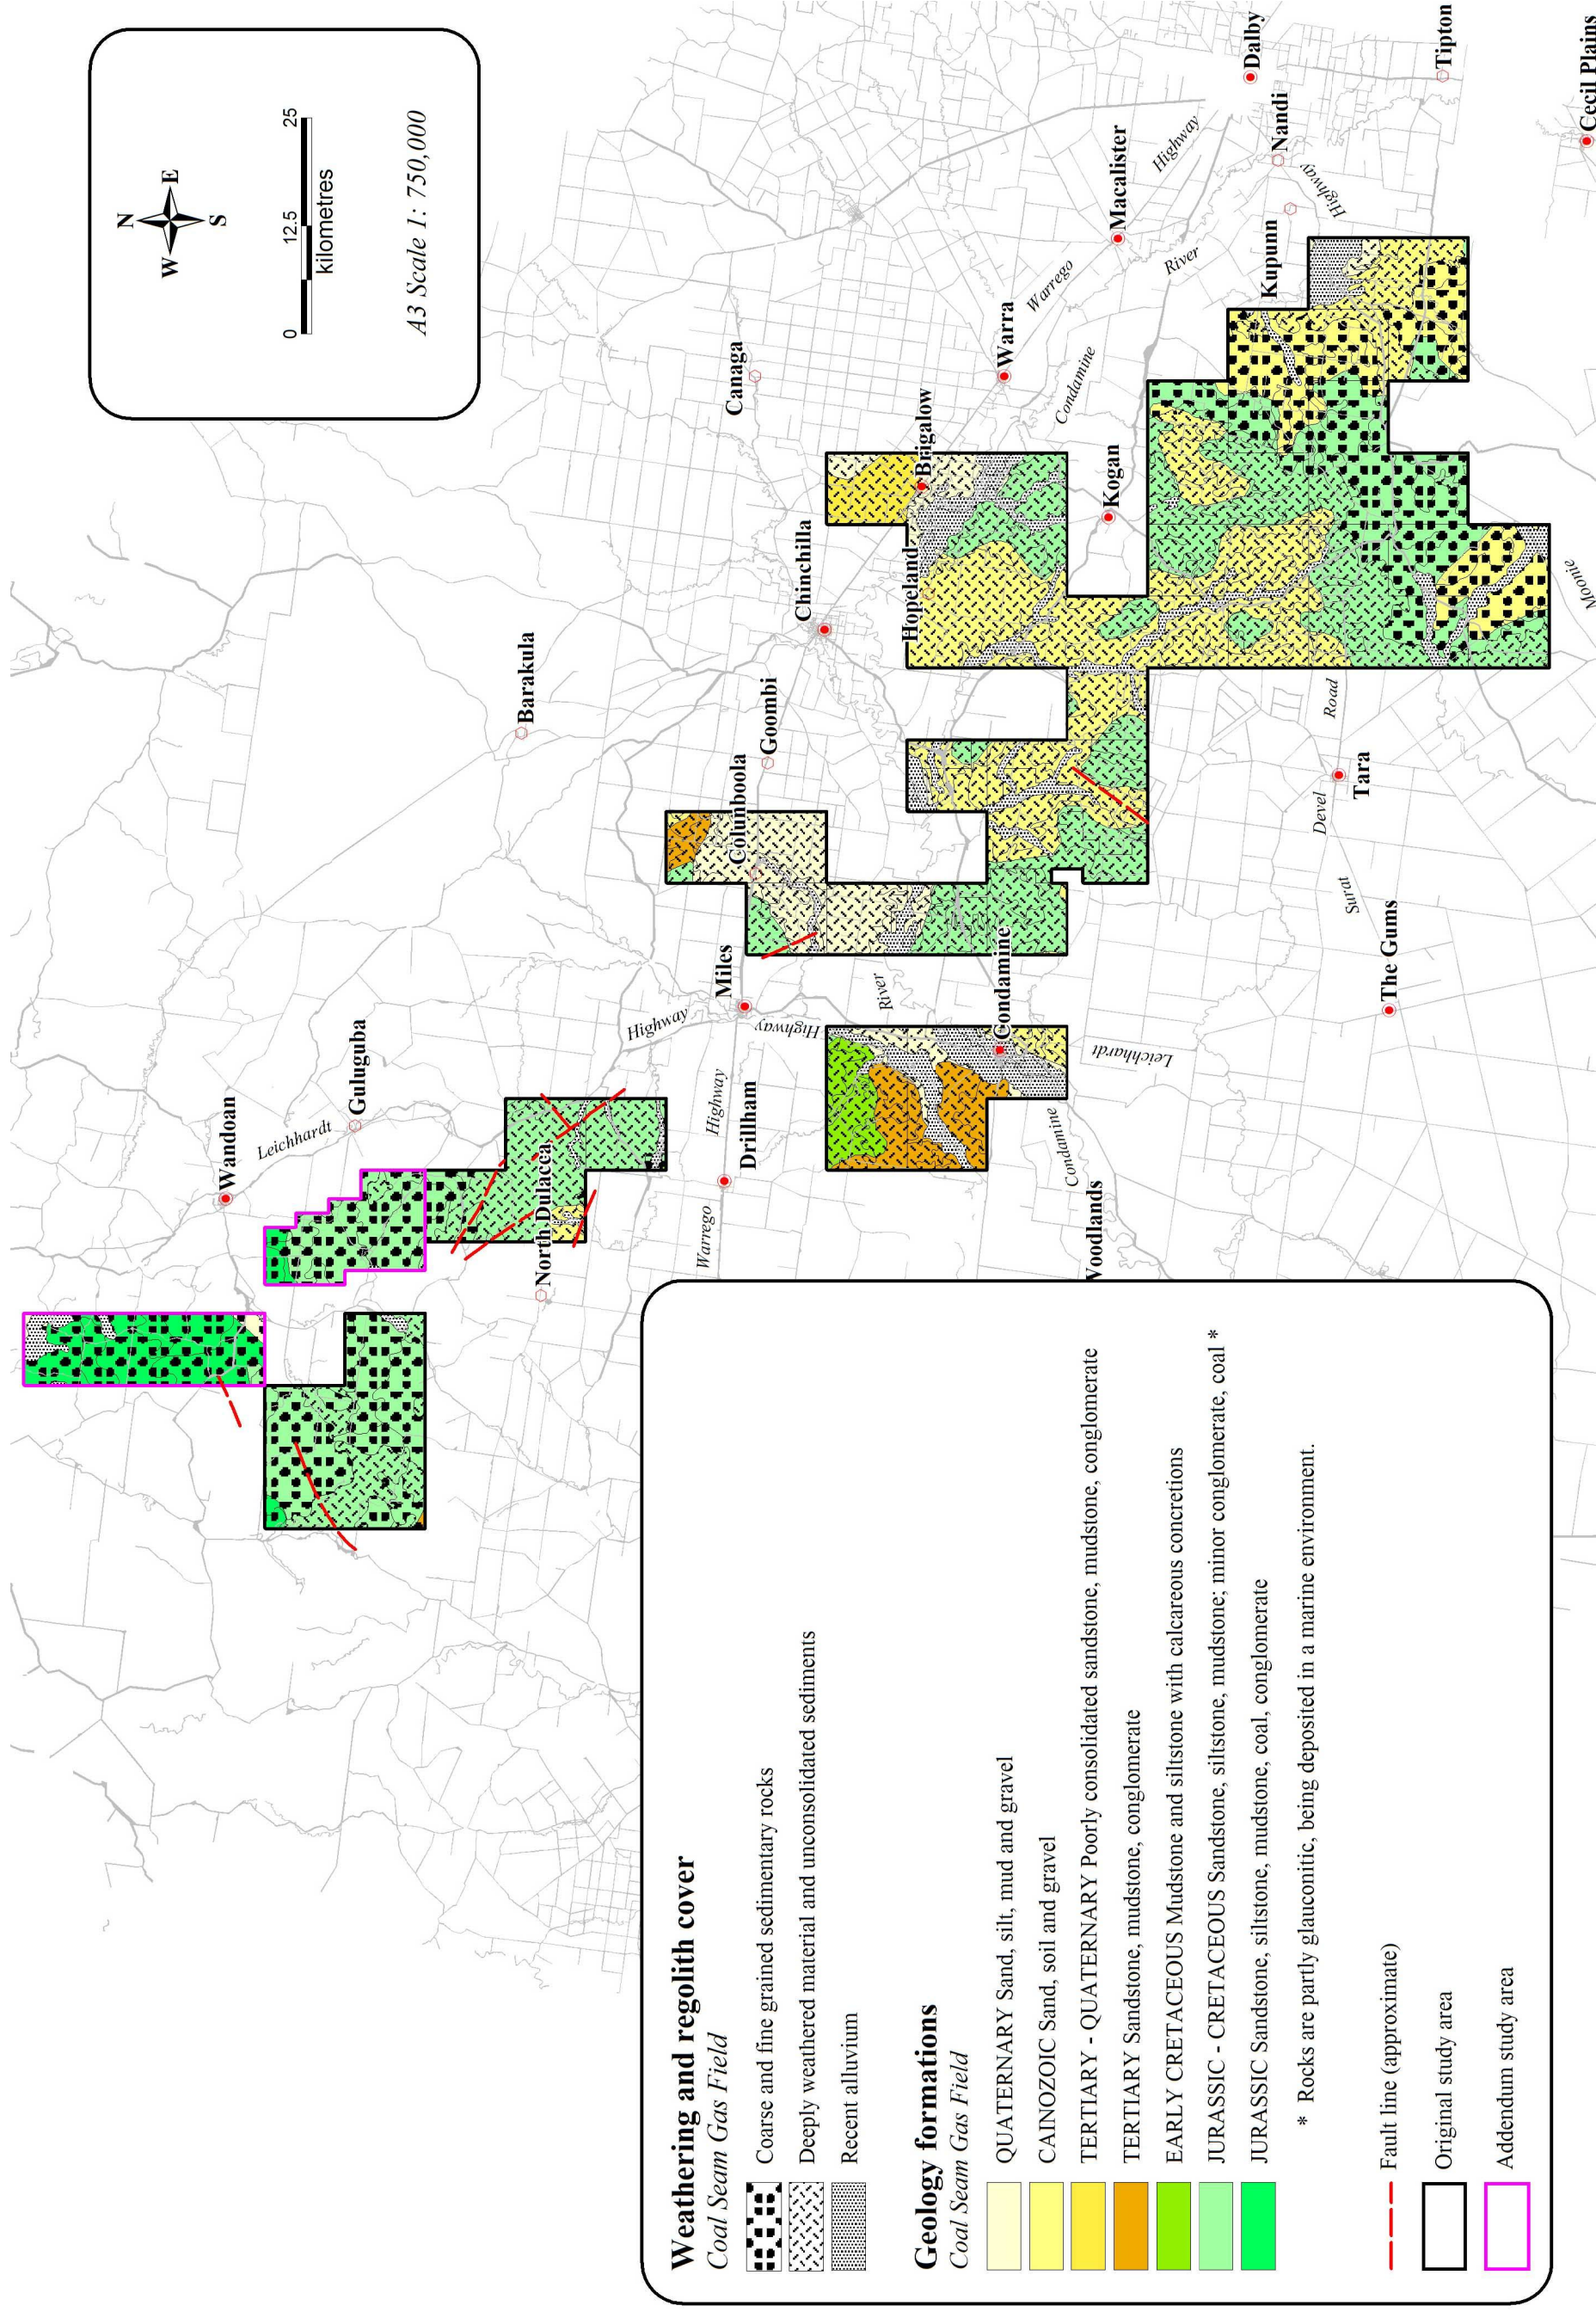 Weathering and regolith cover
Coal Seam Gas Field
Coarse and fine grained sedimentary rocks
Deeply weathered material and unconsolidated sediments
Recent alluvium
Geology formations
Coal Seam Gas Field
QUATERNARY Sand, silt, mud and gravel
CAINOZOIC Sand, soil and gravel
TERTIARY - QUATERNARY Poorly consolidated sandstone, mudstone, conglomerate
TERTIARY Sandstone, mudstone, conglomerate
EARLY CRETACEOUS Mudstone and siltstone with calcareous concretions
JURASSIC - CRETACEOUS Sandstone, siltstone, mudstone; minor conglomerate, coal *
JURASSIC Sandstone, siltstone, mudstone, coal, conglomerate
* Rocks are partly glauconitic, being deposited in a marine environment.
Fault line (approximate)
Original study area
Addendum study area
N
W
E
S
0
12.5
25
kilometres
A3 Scale 1: 750,000
Wandoan
Leichhardt
Guluguba
Barakula
North Dulacca
Highway
Warrego
Highway
Drillham
Miles
Highway
Columboola
Goombi
Canaga
Chinchilla
River
Hopeland
Brigalow
Warra
Warrego
Macalister
Highway
Dalby
Condamine
Condamine
Woodlands
Leichhardt
Kogan
Condamine
River
Nandi
Kupunn
Highway
Surat
Devel
Road
Tara
The Gums
Tipton
Moonie
Cecil Plains